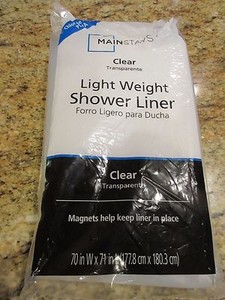 MAINSTAYS
Clear
Transparente
Light Weight
Shower Liner
Forro Ligero para Ducha
Clear
Transparente
Magnets help keep liner in place
70 in W x 71 in (177.8 cm x 180.3 cm)